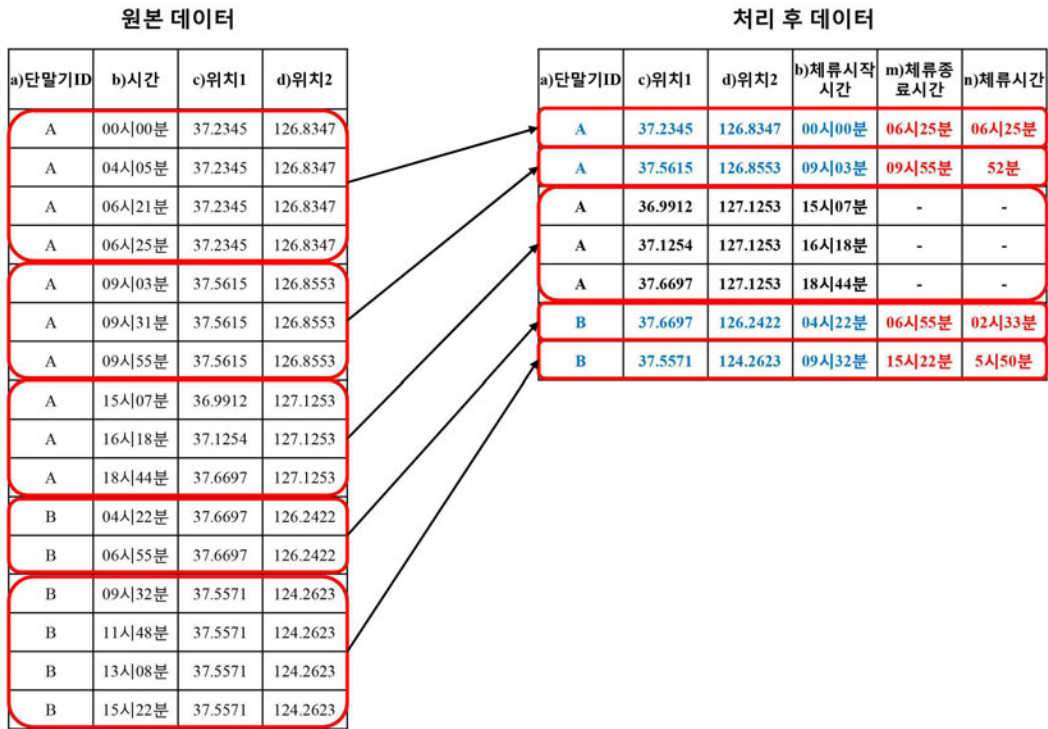 원본 데이터
a)단말기ID b)시간 c)위치1 d)위치2
A 00시00분 37.2345 126.8347
A 04시05분 37.2345 126.8347
A 06시21분 37.2345 126.8347
A 06시25분 37.2345 126.8347
A 09시03분 37.5615 126.8553
A 09시31분 37.5615 126.8553
A 09시55분 37.5615 126.8553
A 15시07분 36.9912 127.1253
A 16시18분 37.1254 127.1253
A 18시44분 37.6697 127.1253
B 04시22분 37.6697 126.2422
B 06시55분 37.6697 126.2422
B 09시32분 37.5571 124.2623
B 11시48분 37.5571 124.2623
B 13시08분 37.5571 124.2623
B 15시22분 37.5571 124.2623
처리 후 데이터
a)단말기ID c)위치1 d)위치2 b)체류시작 m)체류종 n)체류시간
시간 료시간
A 37.2345 126.8347 00시00분 06시25분 06시25분
A 37.5615 126.8553 09시03분 09시55분 52분
A 36.9912 127.1253 15시07분 - -
A 37.1254 127.1253 16시18분 - -
A 37.6697 127.1253 18시44분 - -
B 37.6697 126.2422 04시22분 06시55분 02시33분
B 37.5571 124.2623 09시32분 15시22분 5시50분